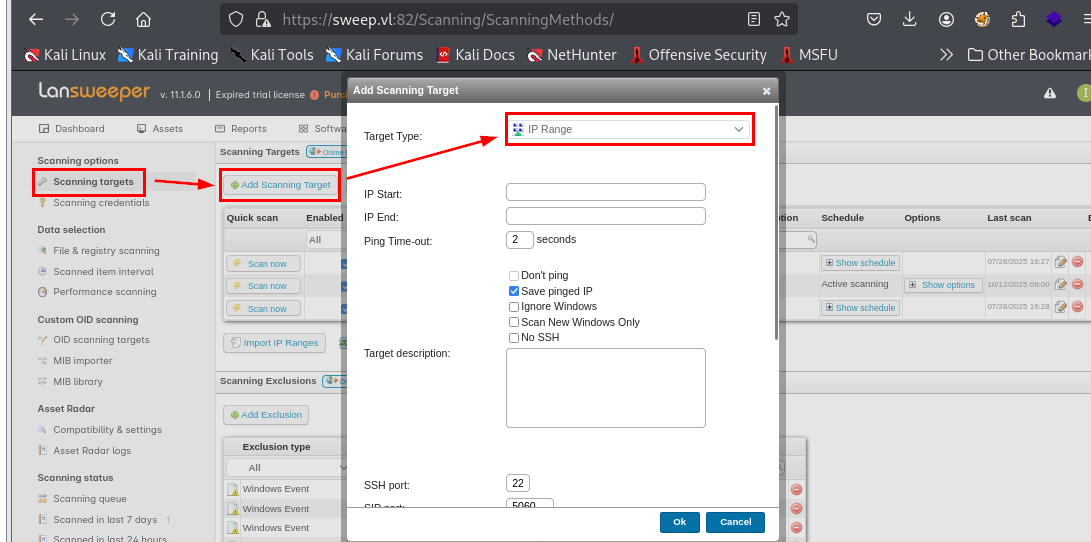 https://sweep.vl:82/Scanning/ScanningMethods/
Kali Linux Kali Training Kali Tools Kali Forums Kali Docs NetHunter Offensive Security MSFU Other Bookmar
lansweeper v. 11.1.6.0 | Expired trial license Purc
Dashboard Assets Reports Softwa
Scanning options
Scanning targets
Scanning credentials
Data selection
File & registry scanning
Scanned item interval
Performance scanning
Custom OID scanning
OID scanning targets
MIB importer
MIB library
Asset Radar
Compatibility & settings
Asset Radar logs
Scanning status
Scanning queue
Scanned in last 7 days 1
Scanned in last 24 hours
Scanning Targets Online
Add Scanning Target
Quick scan Enabled
All
Scan now
Scan now
Scan now
Import IP Ranges
Scanning Exclusions
Add Exclusion
Exclusion type
All
Windows Event
Windows Event
Windows Event
Add Scanning Target
Target Type: IP Range
IP Start:
IP End:
Ping Time-out: 2 seconds
Don't ping
Save pinged IP
Ignore Windows
Scan New Windows Only
No SSH
Target description:
SSH port: 22
SIP port: 5060
Ok Cancel
tion Schedule Options Last scan
Show schedule 07/28/2025 16:27
Active scanning Show options 10/12/2025 09:00
Show schedule 07/28/2025 16:28